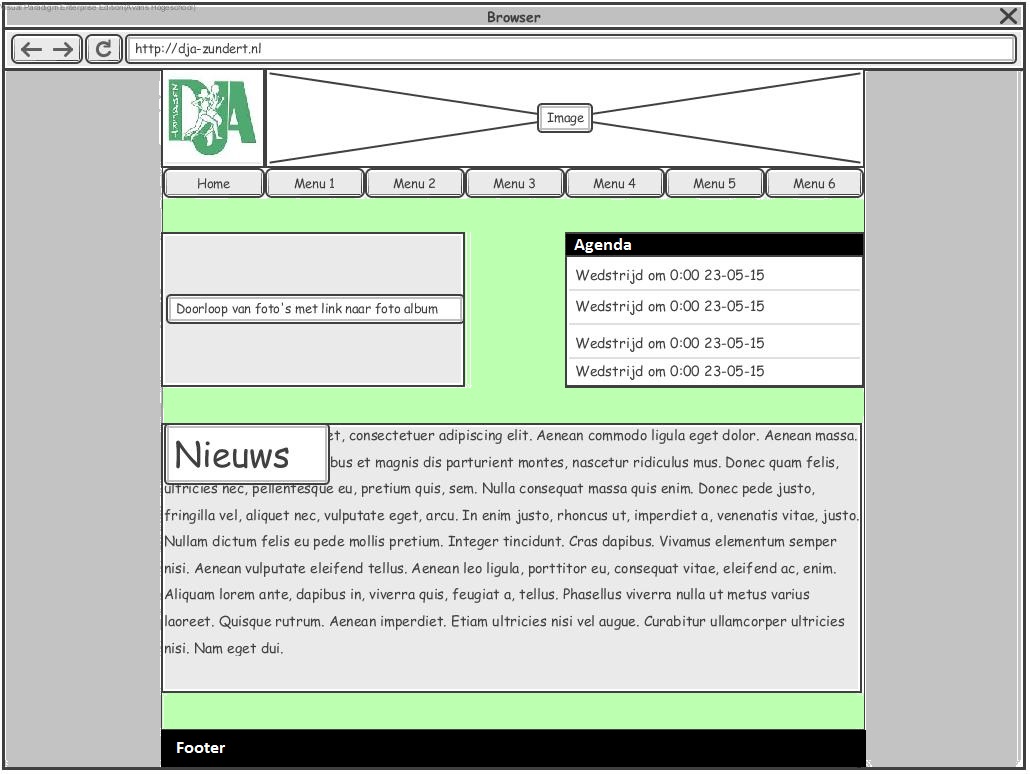 Visual Paradigm Enterprise Edition(Avans Hogeschool)
Browser
http://dja-zundert.nl
DJA
Image
Home
Menu 1
Menu 2
Menu 3
Menu 4
Menu 5
Menu 6
Agenda
Wedstrijd om 0:00 23-05-15
Wedstrijd om 0:00 23-05-15
Wedstrijd om 0:00 23-05-15
Wedstrijd om 0:00 23-05-15
Doorloop van foto's met link naar foto album
Nieuws
et, consectetuer adipiscing elit. Aenean commodo ligula eget dolor. Aenean massa.
bus et magnis dis parturient montes, nascetur ridiculus mus. Donec quam felis,
ultricies nec, pellentesque eu, pretium quis, sem. Nulla consequat massa quis enim. Donec pede justo,
fringilla vel, aliquet nec, vulputate eget, arcu. In enim justo, rhoncus ut, imperdiet a, venenatis vitae, justo.
Nullam dictum felis eu pede mollis pretium. Integer tincidunt. Cras dapibus. Vivamus elementum semper
nisi. Aenean vulputate eleifend tellus. Aenean leo ligula, porttitor eu, consequat vitae, eleifend ac, enim.
Aliquam lorem ante, dapibus in, viverra quis, feugiat a, tellus. Phasellus viverra nulla ut metus varius
laoreet. Quisque rutrum. Aenean imperdiet. Etiam ultricies nisi vel augue. Curabitur ullamcorper ultricies
nisi. Nam eget dui.
Footer